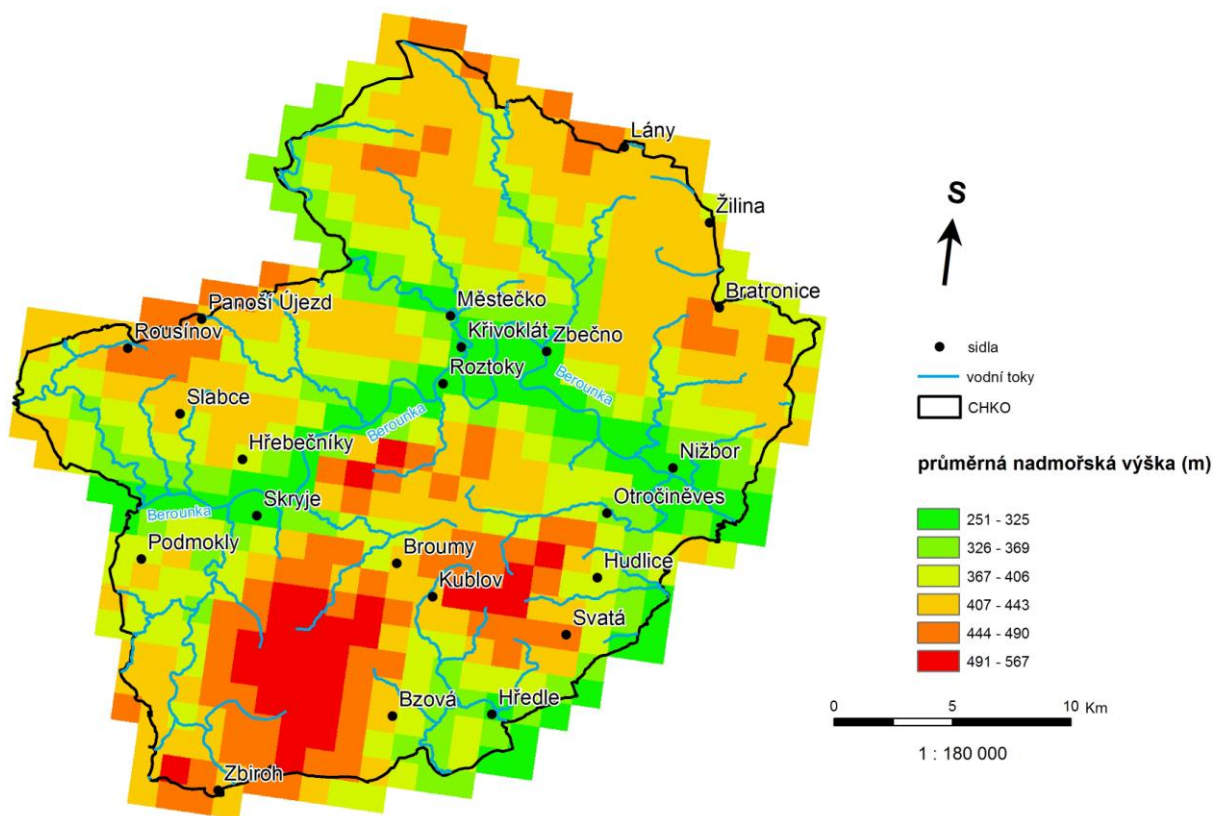 Lány
Žilina
Bratronice
Městečko
Panoší Újezd
Křivoklát
Zbečno
Rousínov
Roztoky
Berounka
Slabce
Berounka
Hřebečníky
Nižbor
Skryje
Otročiněves
Berounka
Podmokly
Broumy
Hudlice
Kublov
Svatá
Bzová
Hředle
Zbiroh
S
sidla
vodní toky
CHKO
průměrná nadmořská výška (m)
251 - 325
326 - 369
367 - 406
407 - 443
444 - 490
491 - 567
0 5 10 Km
1 : 180 000